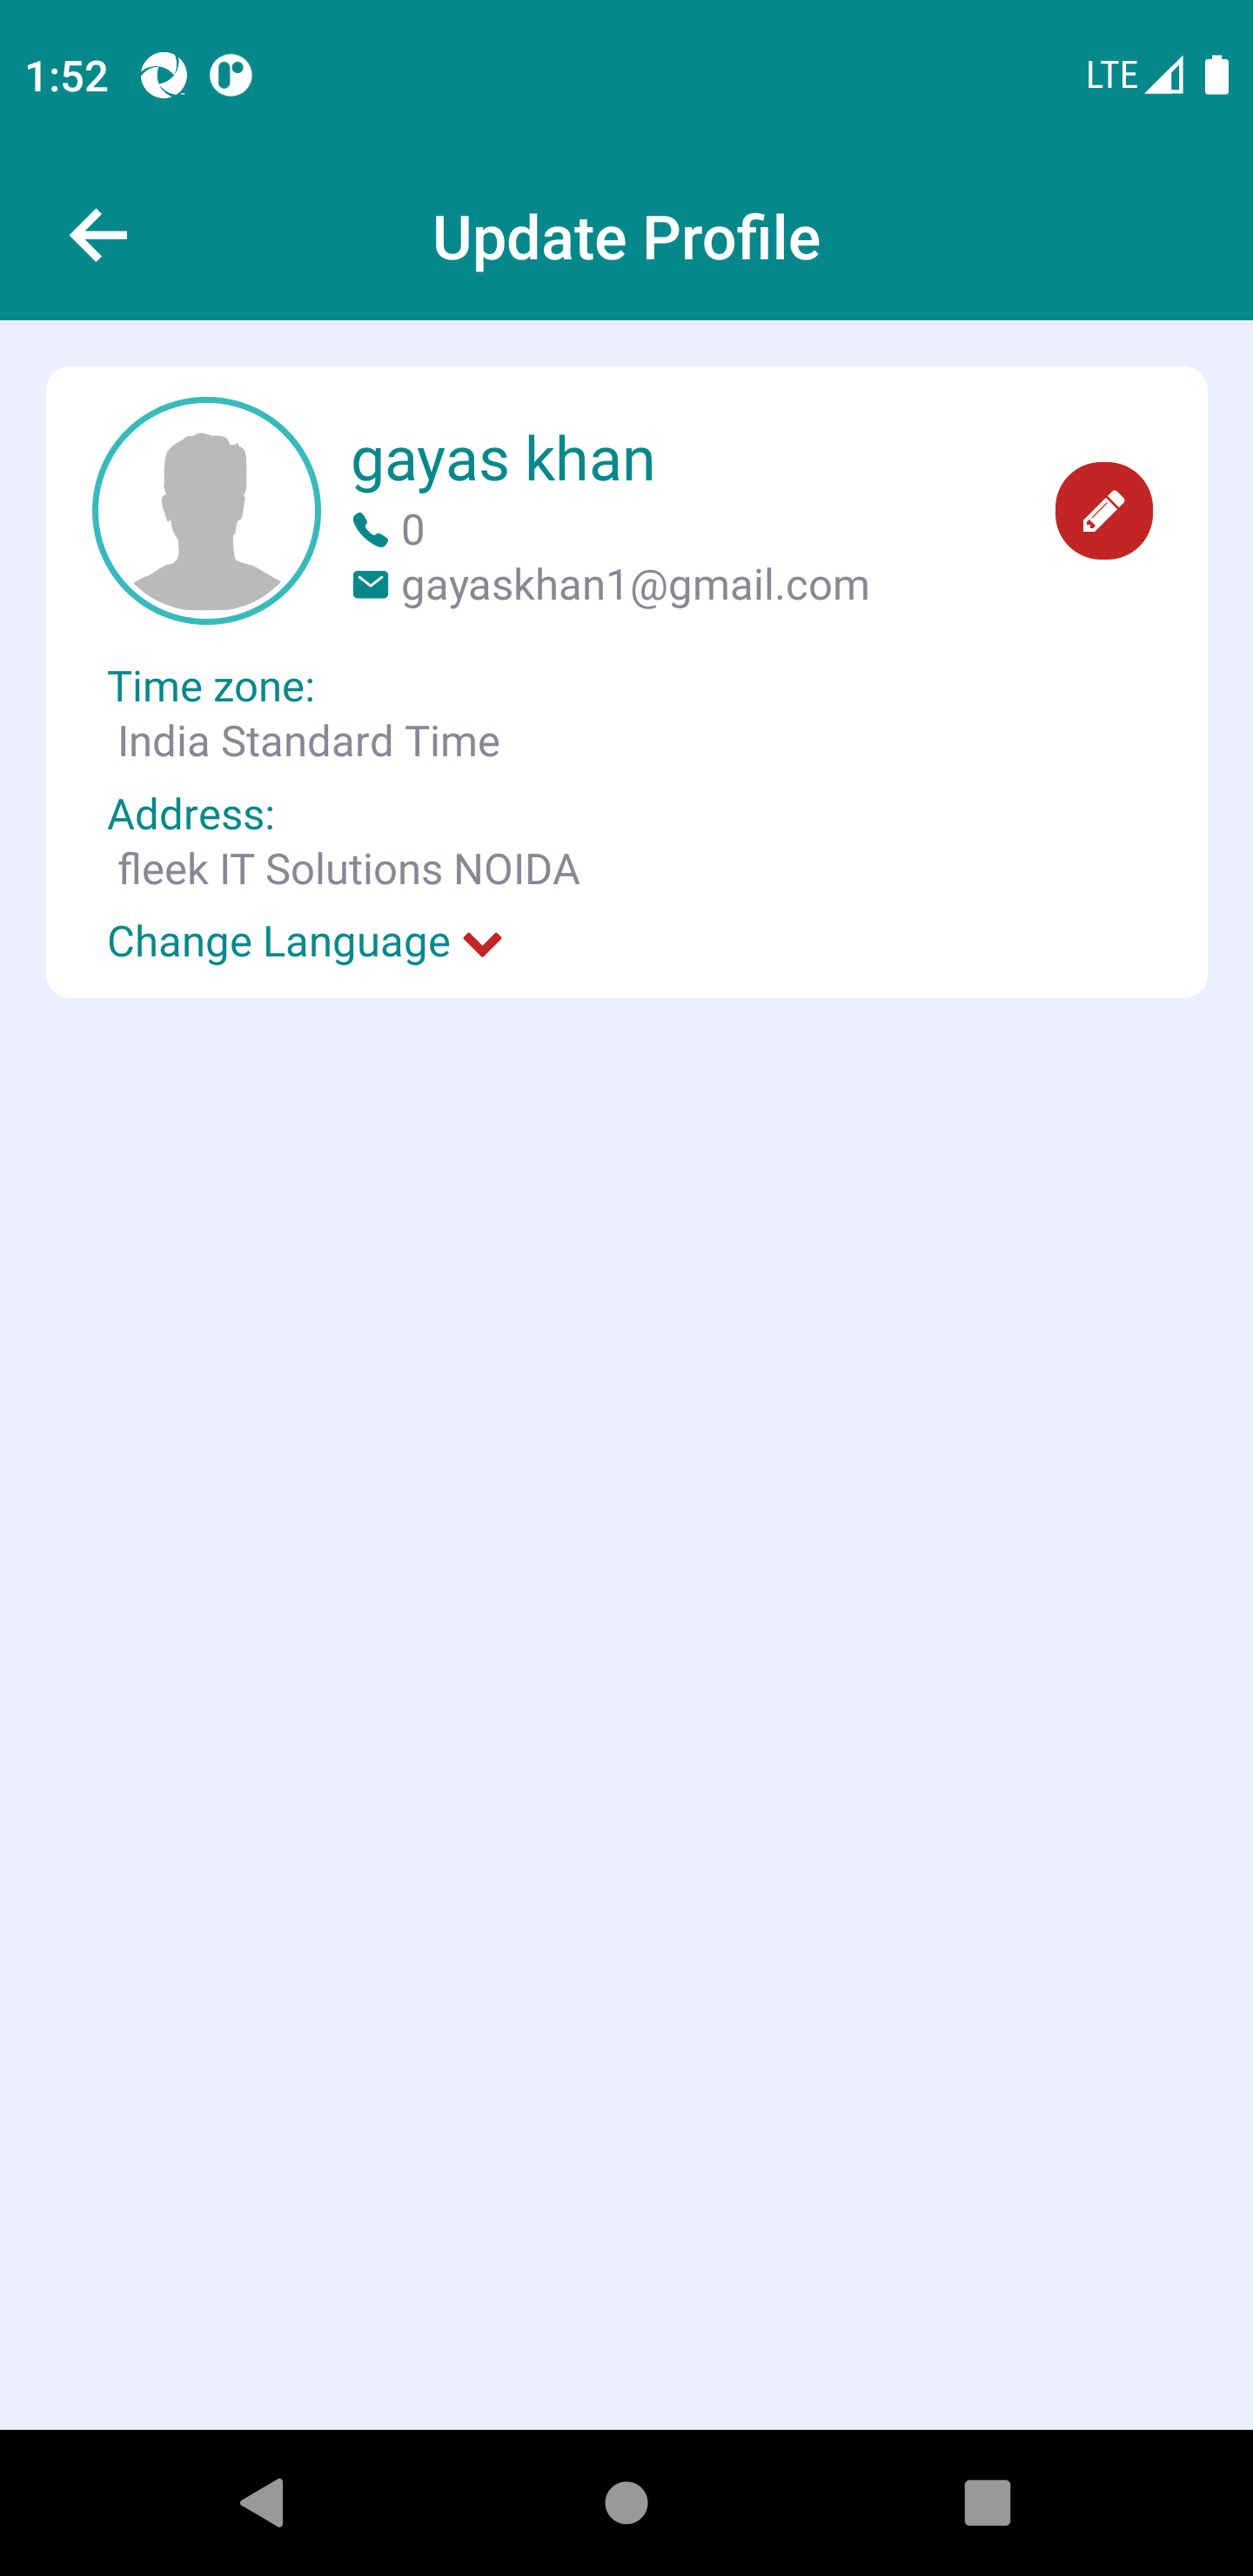 1:52
LTE
Update Profile
gayas khan
0
gayaskhan1@gmail.com
Time zone:
India Standard Time
Address:
fleek IT Solutions NOIDA
Change Language